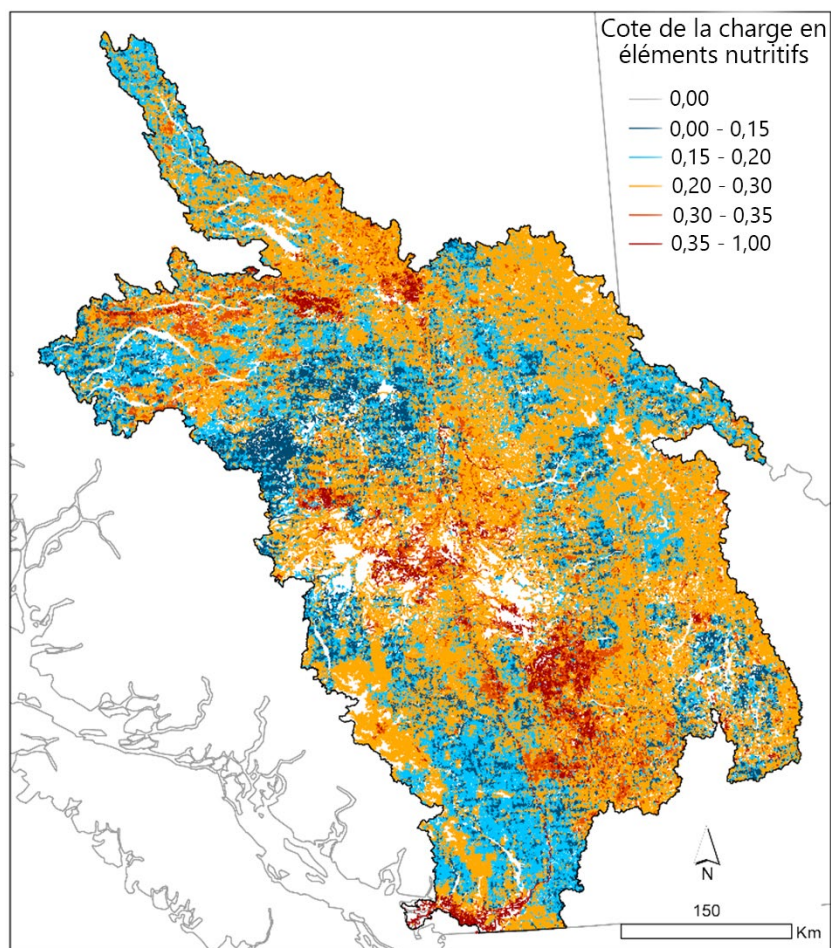 Cote de la charge en
éléments nutritifs
0,00
0,00 - 0,15
0,15 - 0,20
0,20 - 0,30
0,30 - 0,35
0,35 - 1,00
N
150
Km